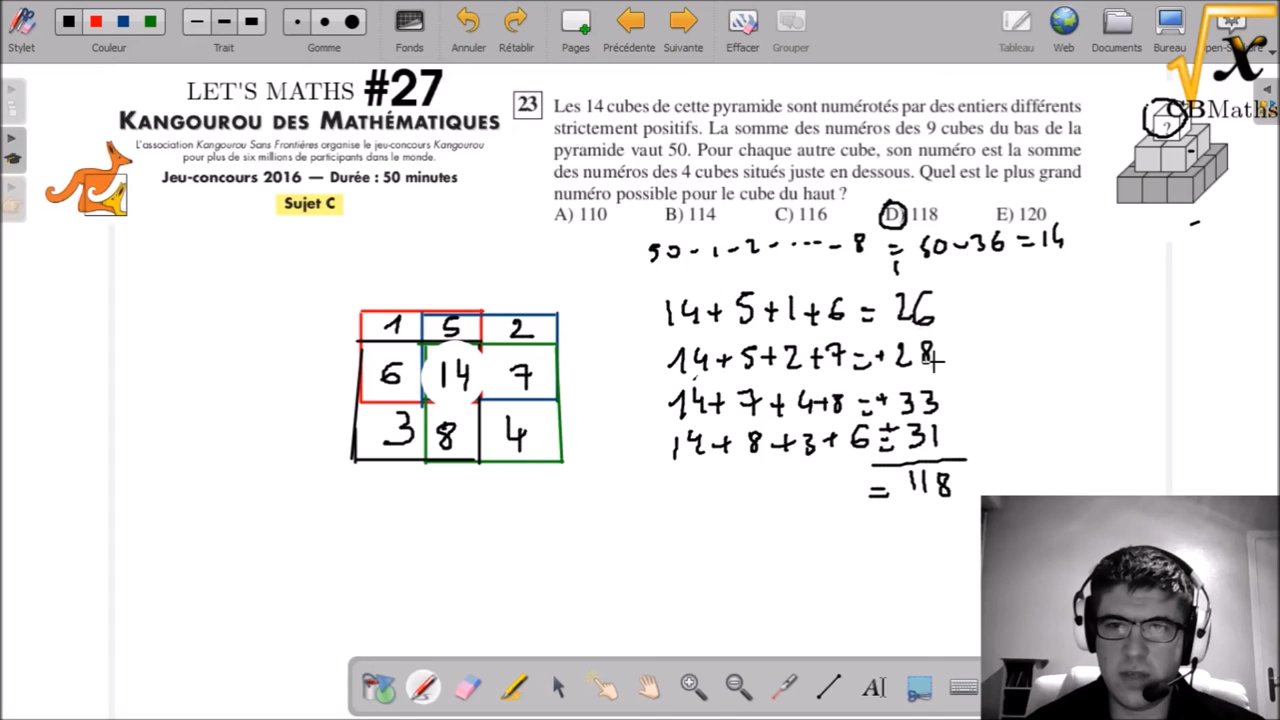 Stylet Couleur Trait Gomme Fonds Annuler Rétablir Pages Précédente Suivante Effacer Grouper Tableau Web Documents Bureau
CBMaths
LET'S MATHS #27
KANGOUROU DES MATHÉMATIQUES
L'association Kangourou Sans Frontières organise le jeu-concours Kangourou
pour plus de six millions de participants dans le monde.
Jeu-concours 2016 — Durée : 50 minutes
Sujet C
23 Les 14 cubes de cette pyramide sont numérotés par des entiers différents
strictement positifs. La somme des numéros des 9 cubes du bas de la
pyramide vaut 50. Pour chaque autre cube, son numéro est la somme
des numéros des 4 cubes situés juste en dessous. Quel est le plus grand
numéro possible pour le cube du haut ?
A) 110 B) 114 C) 116 D) 118 E) 120
?
50 - 1 - 2 - ... - 8 = 50 - 36 = 14
1 5 2
6 14 7
3 8 4
14 + 5 + 1 + 6 = 26
14 + 5 + 2 + 7 = + 28
14 + 7 + 4 + 8 = + 33
14 + 8 + 3 + 6 = + 31
= 118